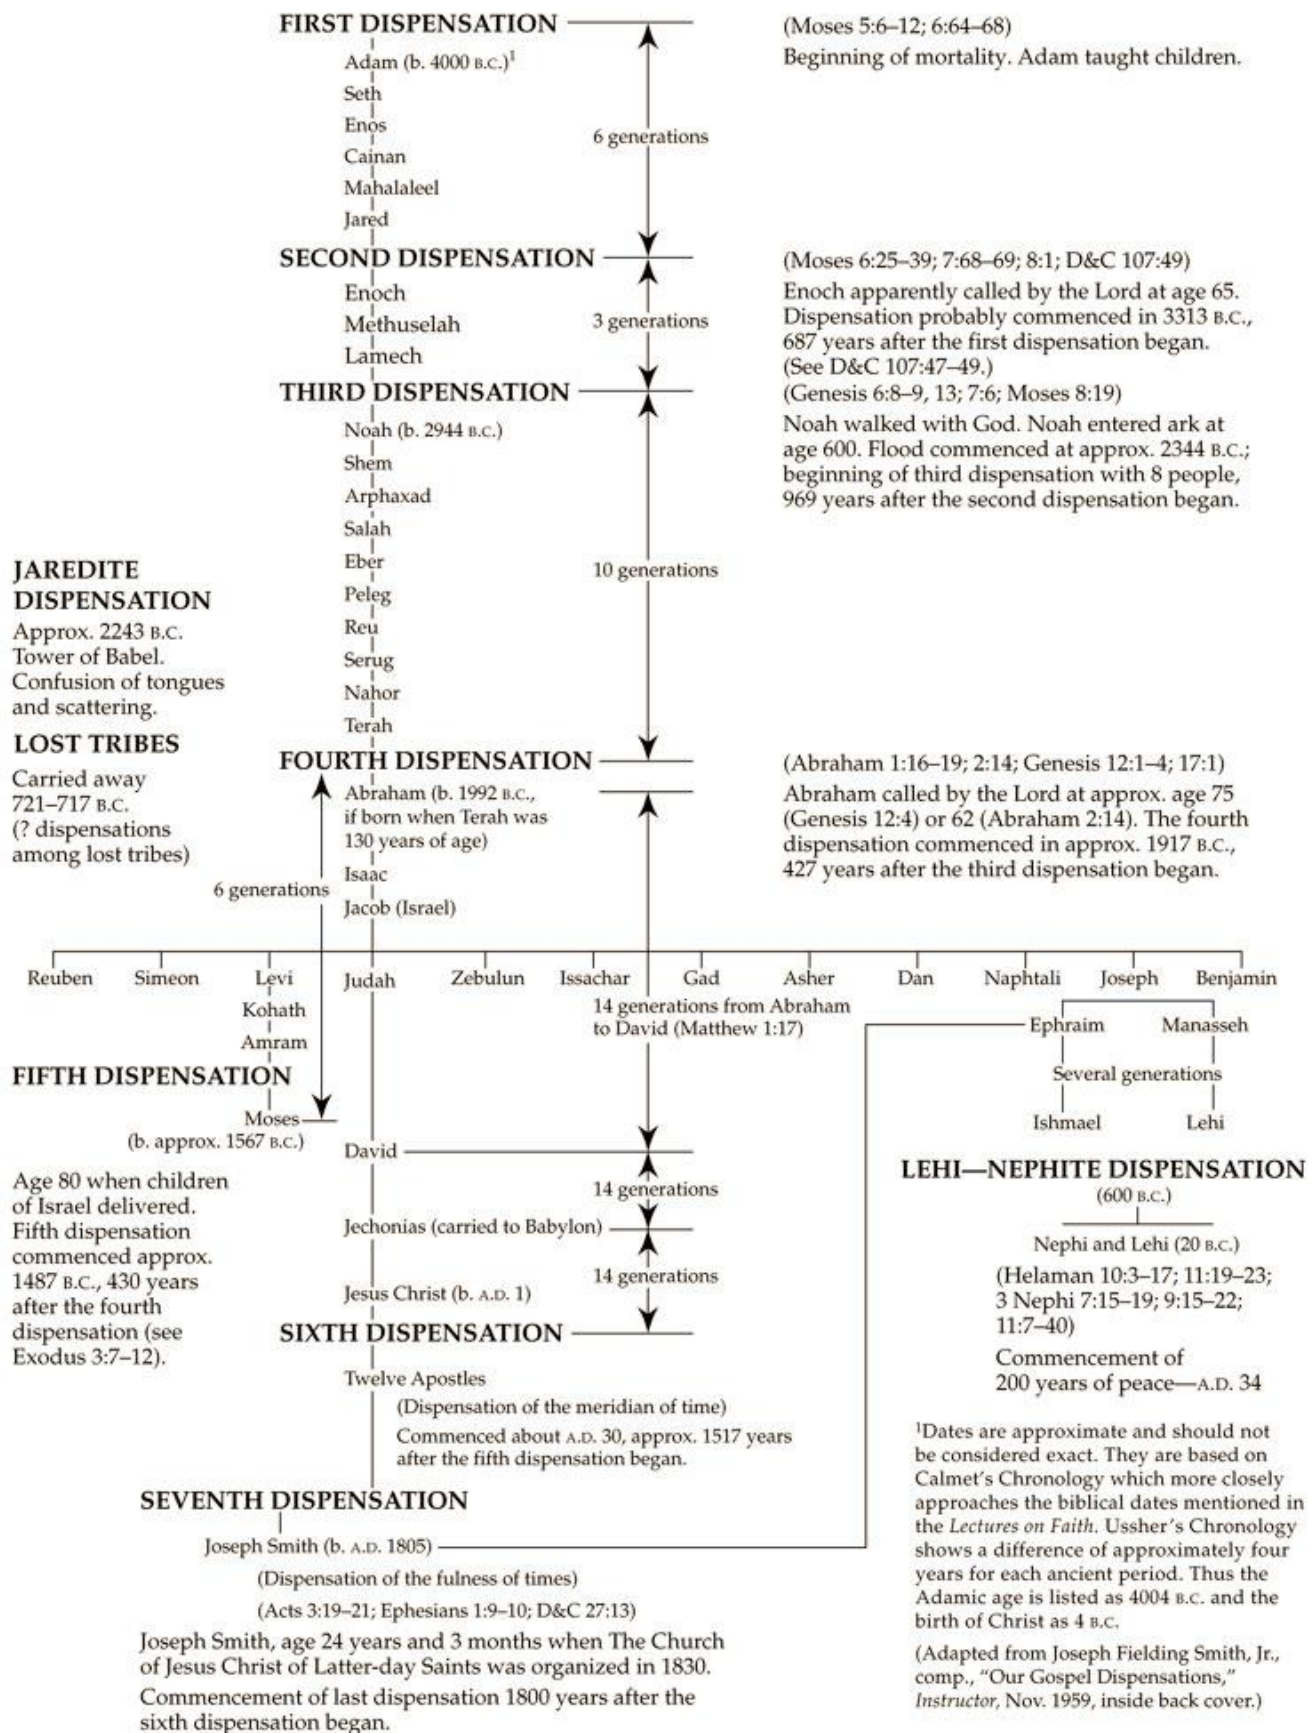 FIRST DISPENSATION
(Moses 5:6–12; 6:64–68)
Adam (b. 4000 B.C.)¹
Beginning of mortality. Adam taught children.
Seth
Enos
6 generations
Cainan
Mahalaleel
Jared
SECOND DISPENSATION
(Moses 6:25–39; 7:68–69; 8:1; D&C 107:49)
Enoch
Methuselah
Lamech
3 generations
Enoch apparently called by the Lord at age 65.
Dispensation probably commenced in 3313 B.C.,
687 years after the first dispensation began.
(See D&C 107:47–49.)
THIRD DISPENSATION
(Genesis 6:8–9, 13; 7:6; Moses 8:19)
Noah (b. 2944 B.C.)
Noah walked with God. Noah entered ark at
age 600. Flood commenced at approx. 2344 B.C.;
beginning of third dispensation with 8 people,
969 years after the second dispensation began.
Shem
Arphaxad
Salah
Eber
Peleg
Reu
Serug
Nahor
Terah
10 generations
JAREDITE
DISPENSATION
Approx. 2243 B.C.
Tower of Babel.
Confusion of tongues
and scattering.
LOST TRIBES
Carried away
721–717 B.C.
(? dispensations
among lost tribes)
FOURTH DISPENSATION
(Abraham 1:16–19; 2:14; Genesis 12:1–4; 17:1)
Abraham (b. 1992 B.C.,
if born when Terah was
130 years of age)
Isaac
Jacob (Israel)
Abraham called by the Lord at approx. age 75
(Genesis 12:4) or 62 (Abraham 2:14). The fourth
dispensation commenced in approx. 1917 B.C.,
427 years after the third dispensation began.
6 generations
Reuben Simeon Levi Judah Zebulun Issachar Gad Asher Dan Naphtali Joseph Benjamin
Kohath
Amram
14 generations from Abraham
to David (Matthew 1:17)
Ephraim Manasseh
Several generations
Ishmael Lehi
FIFTH DISPENSATION
Moses
(b. approx. 1567 B.C.)
Age 80 when children
of Israel delivered.
Fifth dispensation
commenced approx.
1487 B.C., 430 years
after the fourth
dispensation (see
Exodus 3:7–12).
David
14 generations
Jechonias (carried to Babylon)
14 generations
Jesus Christ (b. A.D. 1)
LEHI—NEPHITE DISPENSATION
(600 B.C.)
Nephi and Lehi (20 B.C.)
(Helaman 10:3–17; 11:19–23;
3 Nephi 7:15–19; 9:15–22;
11:7–40)
Commencement of
200 years of peace—A.D. 34
SIXTH DISPENSATION
Twelve Apostles
(Dispensation of the meridian of time)
Commenced about A.D. 30, approx. 1517 years
after the fifth dispensation began.
SEVENTH DISPENSATION
Joseph Smith (b. A.D. 1805)
(Dispensation of the fulness of times)
(Acts 3:19–21; Ephesians 1:9–10; D&C 27:13)
Joseph Smith, age 24 years and 3 months when The Church
of Jesus Christ of Latter-day Saints was organized in 1830.
Commencement of last dispensation 1800 years after the
sixth dispensation began.
¹Dates are approximate and should not
be considered exact. They are based on
Calmet's Chronology which more closely
approaches the biblical dates mentioned in
the Lectures on Faith. Ussher's Chronology
shows a difference of approximately four
years for each ancient period. Thus the
Adamic age is listed as 4004 B.C. and the
birth of Christ as 4 B.C.
(Adapted from Joseph Fielding Smith, Jr.,
comp., "Our Gospel Dispensations,"
Instructor, Nov. 1959, inside back cover.)